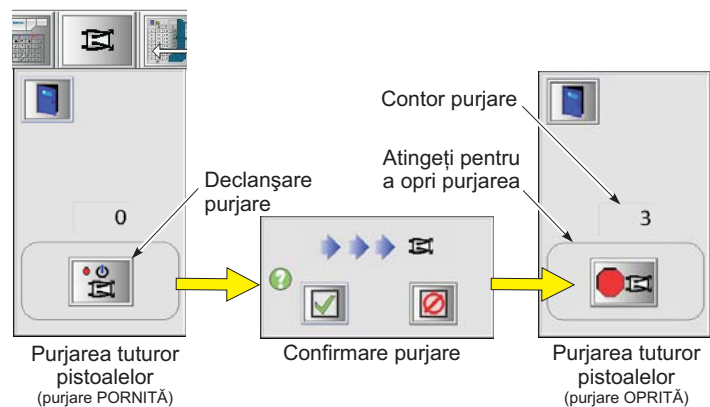 Declanşare
purjare
0
Purjarea tuturor
pistoalelor
(purjare PORNITĂ)
Confirmare purjare
Contor purjare
Atingeți pentru
a opri purjarea
3
Purjarea tuturor
pistoalelor
(purjare OPRITĂ)